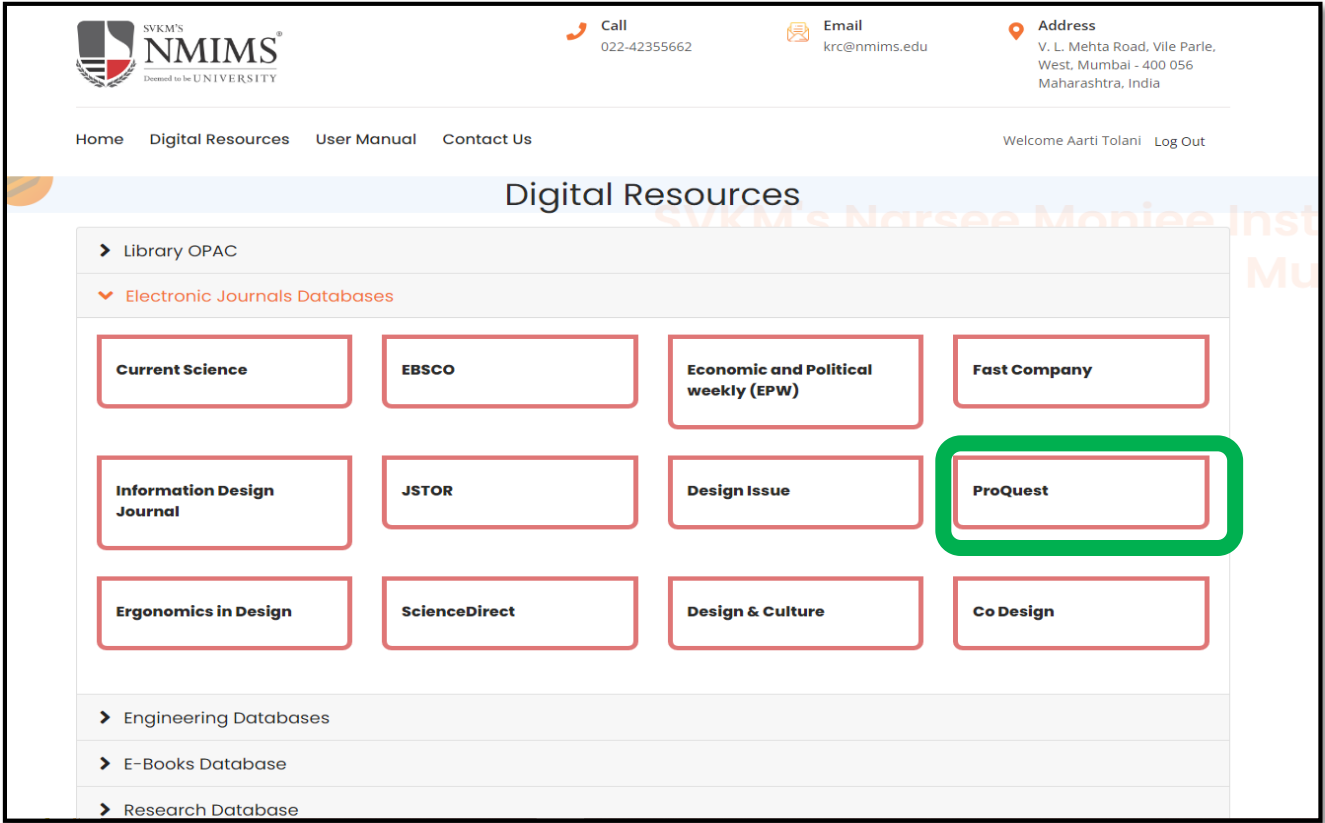 SVKM'S
NMIMS®
Deemed to be UNIVERSITY
Call
022-42355662
Email
krc@nmims.edu
Address
V. L. Mehta Road, Vile Parle,
West, Mumbai - 400 056
Maharashtra, India
Home Digital Resources User Manual Contact Us
Welcome Aarti Tolani Log Out
Digital Resources
SVKM's Narsee Monjee Inst
Mu
Library OPAC
Electronic Journals Databases
Current Science
EBSCO
Economic and Political
weekly (EPW)
Fast Company
Information Design
Journal
JSTOR
Design Issue
ProQuest
Ergonomics in Design
ScienceDirect
Design & Culture
Co Design
Engineering Databases
E-Books Database
Research Database